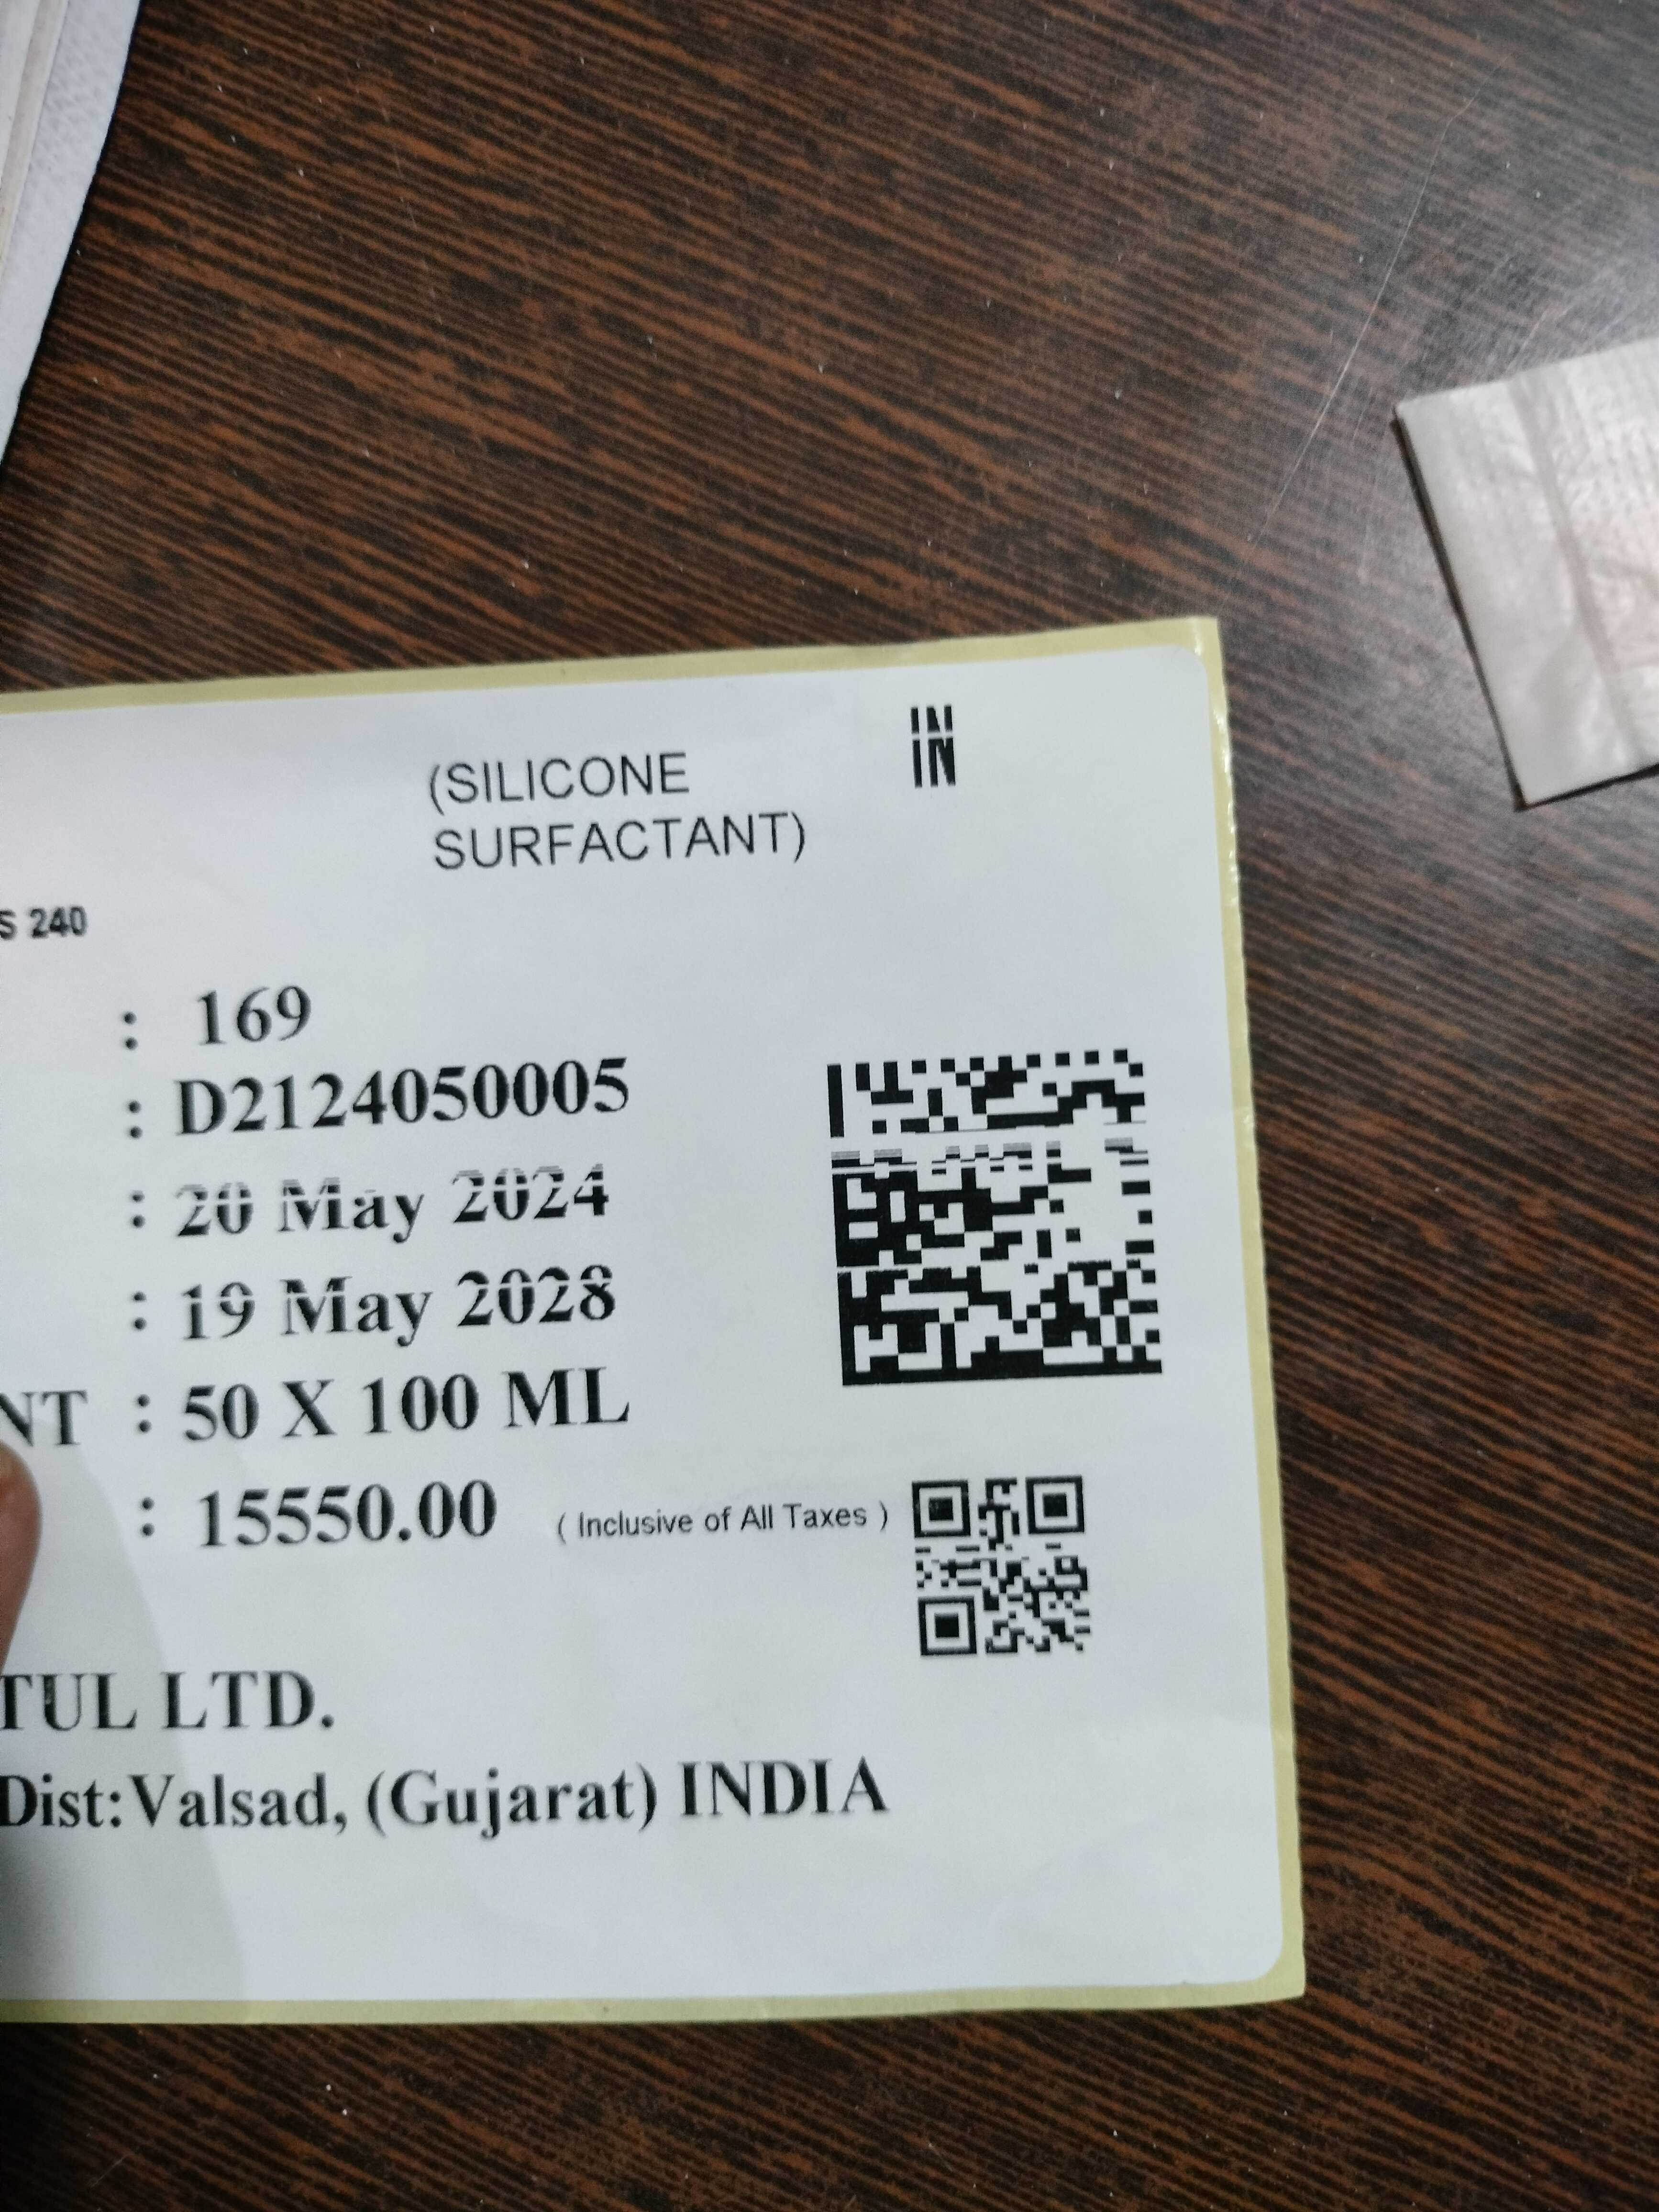 (SILICONE
SURFACTANT)
IN
S 240
: 169
: D2124050005
: 20 May 2024
: 19 May 2028
NT : 50 X 100 ML
: 15550.00 ( Inclusive of All Taxes )
TUL LTD.
Dist:Valsad, (Gujarat) INDIA